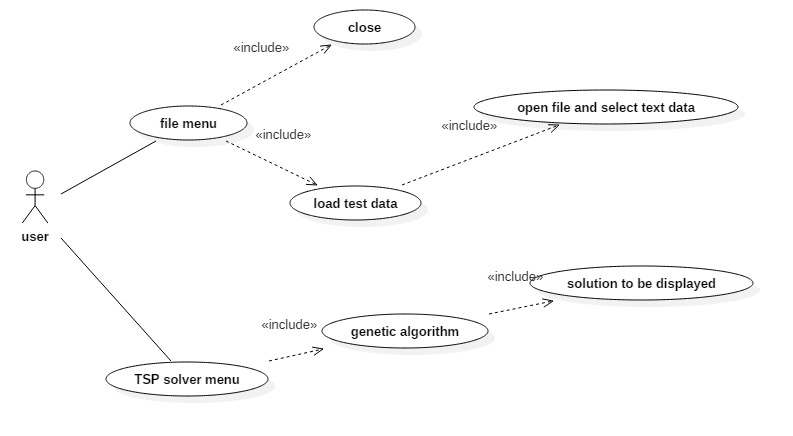 close
«include»
file menu
«include»
open file and select text data
«include»
load test data
user
«include»
solution to be displayed
«include»
genetic algorithm
TSP solver menu